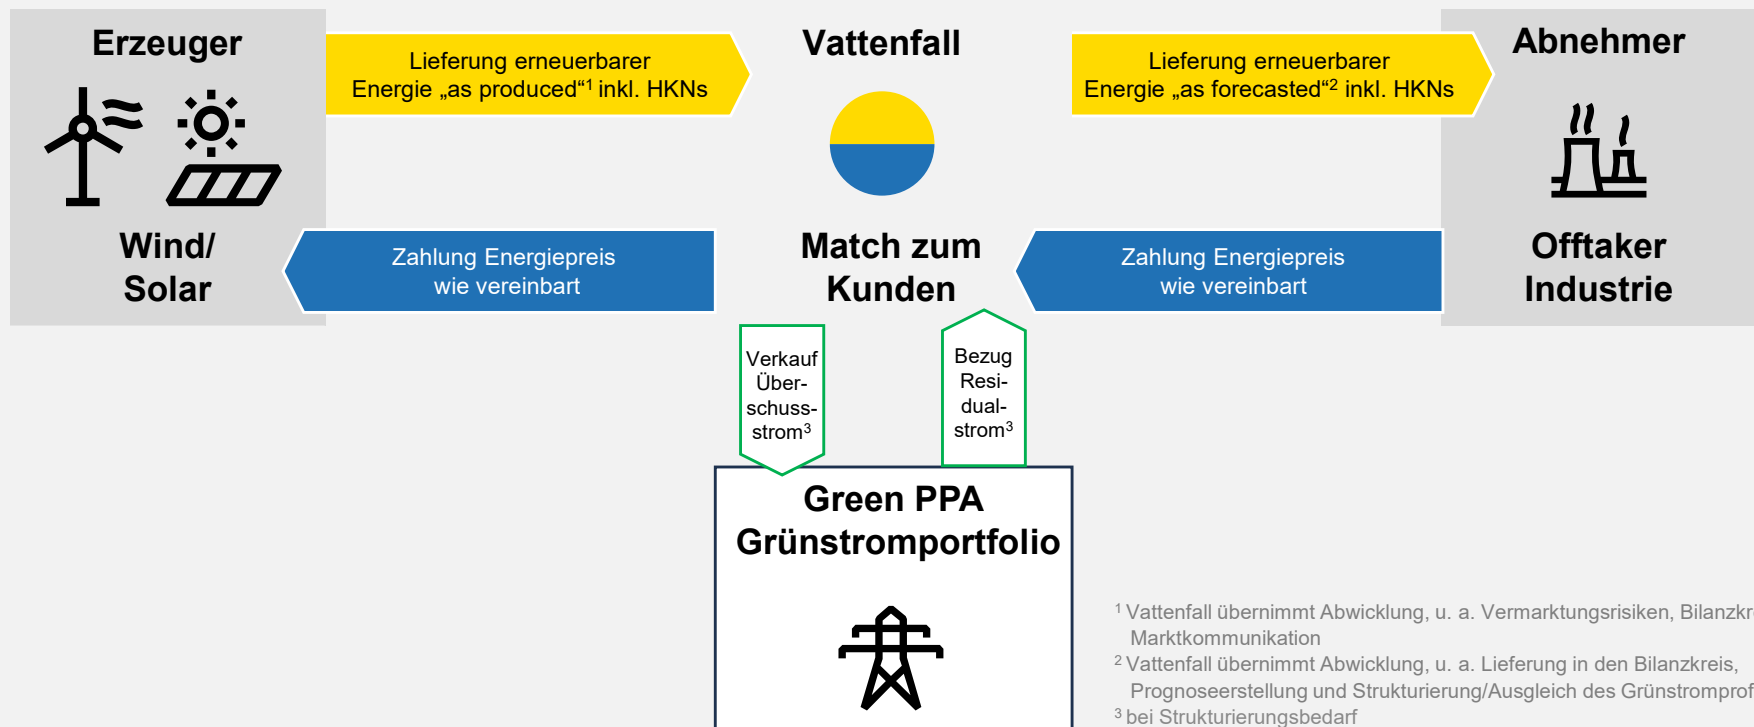 Erzeuger
Lieferung erneuerbarer
Energie „as produced“¹ inkl. HKNs
Vattenfall
Lieferung erneuerbarer
Energie „as forecasted“² inkl. HKNs
Abnehmer
Wind/
Solar
Zahlung Energiepreis
wie vereinbart
Match zum
Kunden
Zahlung Energiepreis
wie vereinbart
Offtaker
Industrie
Verkauf
Über-
schuss-
strom³
Bezug
Resi-
dual-
strom³
Green PPA
Grünstromportfolio
¹ Vattenfall übernimmt Abwicklung, u. a. Vermarktungsrisiken,
Marktkommunikation
² Vattenfall übernimmt Abwicklung, u. a. Lieferung in den Bilanzkreis,
Prognoseerstellung und Strukturierung/Ausgleich des
³ bei Strukturierungsbedarf